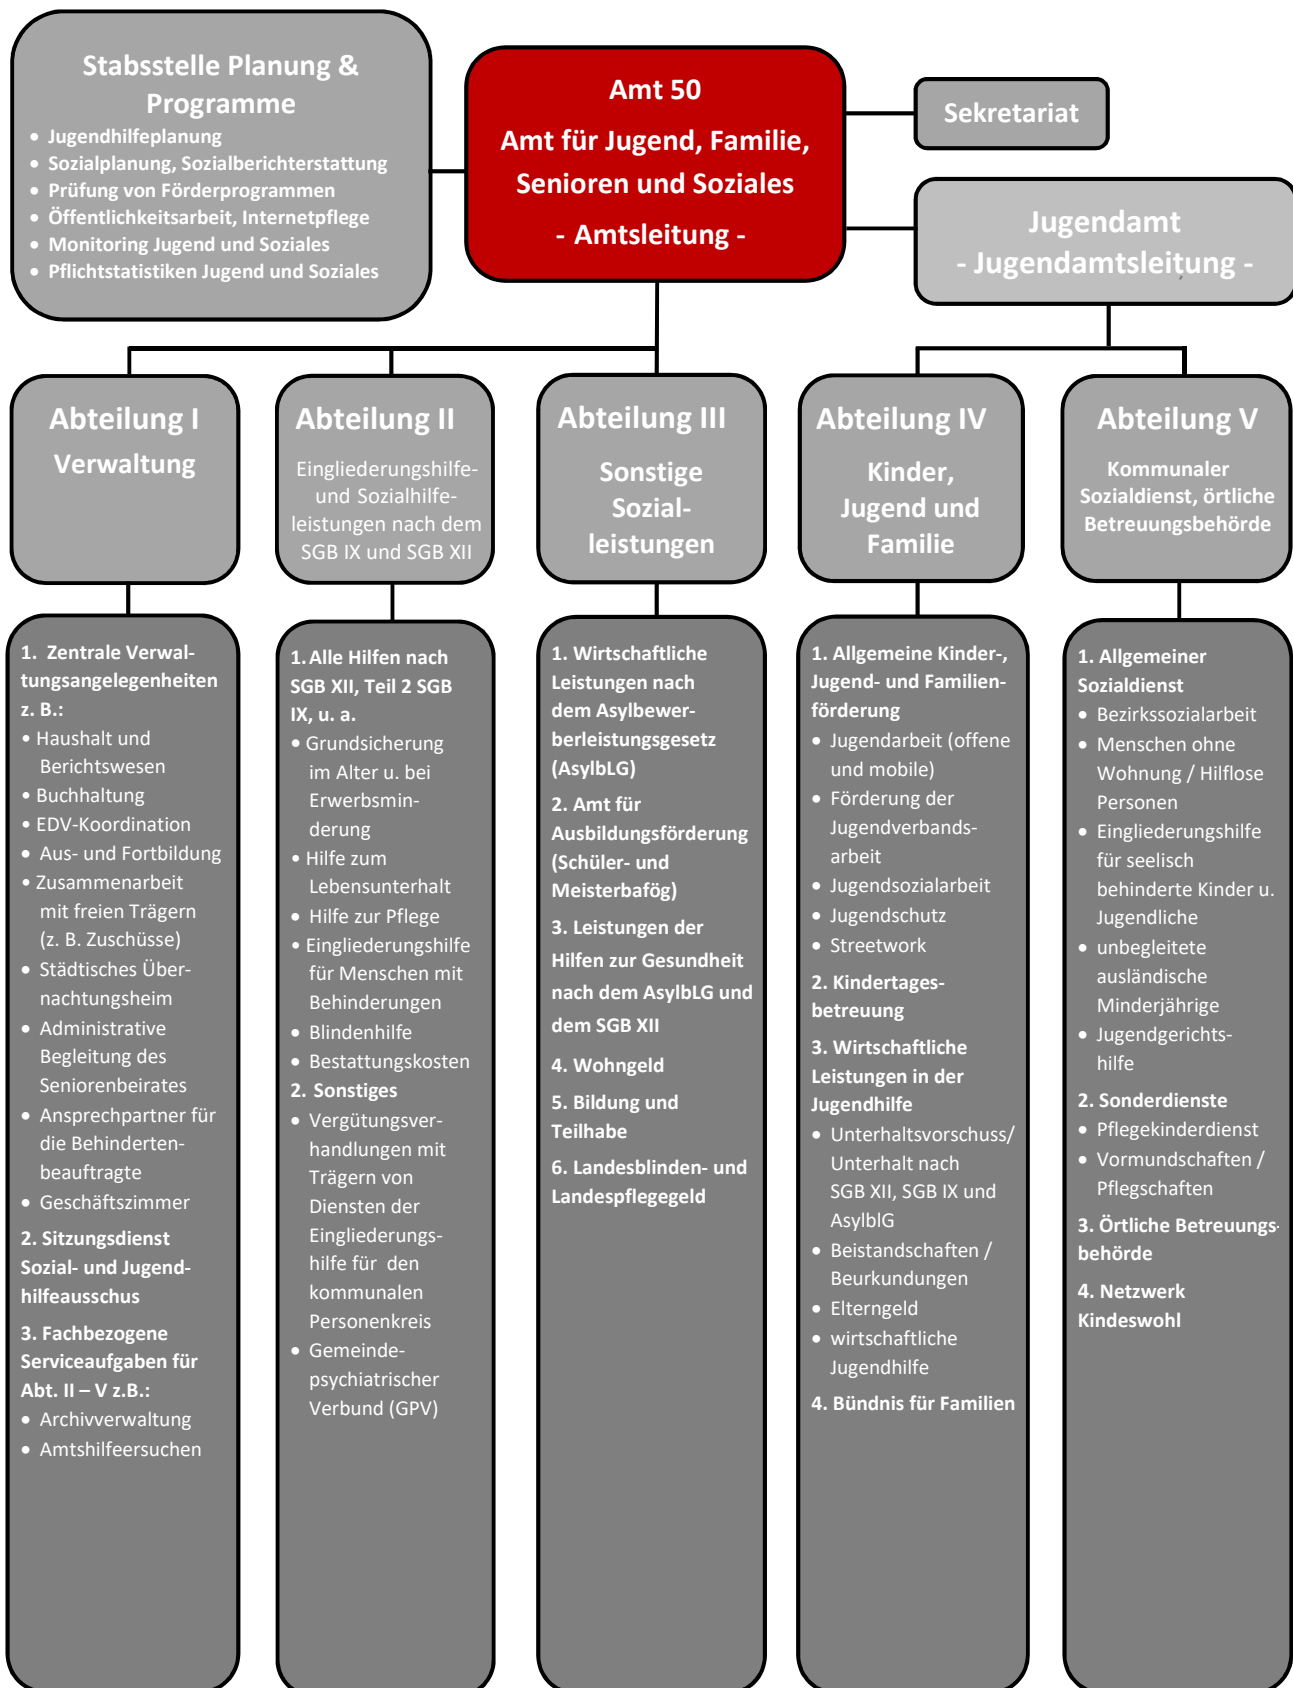 Stabsstelle Planung &
Programme
• Jugendhilfeplanung
• Sozialplanung, Sozialberichterstattung
• Prüfung von Förderprogrammen
• Öffentlichkeitsarbeit, Internetpflege
• Monitoring Jugend und Soziales
• Pflichtstatistiken Jugend und Soziales
Amt 50
Amt für Jugend, Familie,
Senioren und Soziales
- Amtsleitung -
Sekretariat
Jugendamt
- Jugendamtsleitung -
Abteilung I
Verwaltung
Abteilung II
Eingliederungshilfe-
und Sozialhilfe-
leistungen nach dem
SGB IX und SGB XII
Abteilung III
Sonstige
Sozial-
leistungen
Abteilung IV
Kinder,
Jugend und
Familie
Abteilung V
Kommunaler
Sozialdienst, örtliche
Betreuungsbehörde
1. Zentrale Verwal-
tungsangelegenheiten
z. B.:
• Haushalt und
Berichtswesen
• Buchhaltung
• EDV-Koordination
• Aus- und Fortbildung
• Zusammenarbeit
mit freien Trägern
(z. B. Zuschüsse)
• Städtisches Über-
nachtungsheim
• Administrative
Begleitung des
Seniorenbeirates
• Ansprechpartner für
die Behinderten-
beauftragte
• Geschäftszimmer
2. Sitzungsdienst
Sozial- und Jugend-
hilfeausschus
3. Fachbezogene
Serviceaufgaben für
Abt. II – V z.B.:
• Archivverwaltung
• Amtshilfeersuchen
1. Alle Hilfen nach
SGB XII, Teil 2 SGB
IX, u. a.
• Grundsicherung
im Alter u. bei
Erwerbsmin-
derung
• Hilfe zum
Lebensunterhalt
• Hilfe zur Pflege
• Eingliederungshilfe
für Menschen mit
Behinderungen
• Blindenhilfe
• Bestattungskosten
2. Sonstiges
• Vergütungsver-
handlungen mit
Trägern von
Diensten der
Eingliederungs-
hilfe für den
kommunalen
Personenkreis
• Gemeinde-
psychiatrischer
Verbund (GPV)
1. Wirtschaftliche
Leistungen nach
dem Asylbewer-
berleistungsgesetz
(AsylbLG)
2. Amt für
Ausbildungsförderung
(Schüler- und
Meisterbafög)
3. Leistungen der
Hilfen zur Gesundheit
nach dem AsylbLG und
dem SGB XII
4. Wohngeld
5. Bildung und
Teilhabe
6. Landesblinden- und
Landespflegegeld
1. Allgemeine Kinder-,
Jugend- und Familien-
förderung
• Jugendarbeit (offene
und mobile)
• Förderung der
Jugendverbands-
arbeit
• Jugendsozialarbeit
• Jugendschutz
• Streetwork
2. Kindertages-
betreuung
3. Wirtschaftliche
Leistungen in der
Jugendhilfe
• Unterhaltsvorschuss/
Unterhalt nach
SGB XII, SGB IX und
AsylblG
• Beistandschaften /
Beurkundungen
• Elterngeld
• wirtschaftliche
Jugendhilfe
4. Bündnis für Familien
1. Allgemeiner
Sozialdienst
• Bezirkssozialarbeit
• Menschen ohne
Wohnung / Hilflose
Personen
• Eingliederungshilfe
für seelisch
behinderte Kinder u.
Jugendliche
• unbegleitete
ausländische
Minderjährige
• Jugendgerichts-
hilfe
2. Sonderdienste
• Pflegekinderdienst
• Vormundschaften /
Pflegschaften
3. Örtliche Betreuungs-
behörde
4. Netzwerk
Kindeswohl